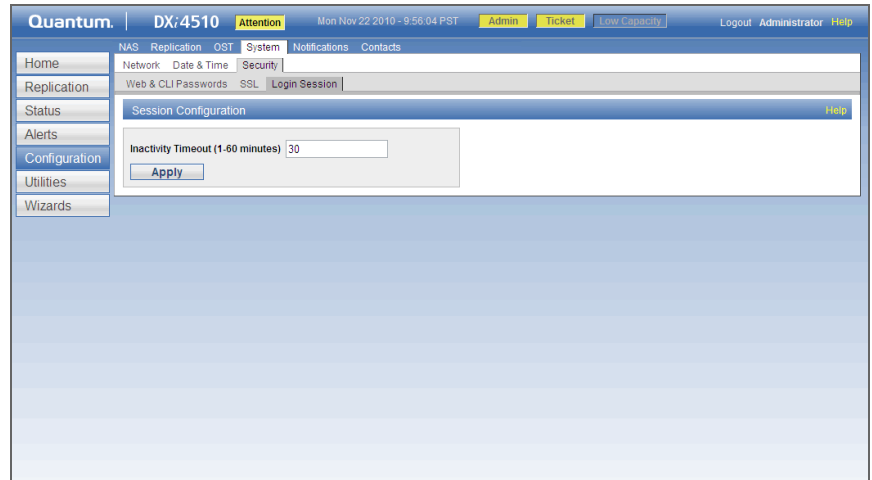 Quantum. DXi4510 Attention Mon Nov 22 2010 - 9:56:04 PST Admin Ticket Low Capacity Logout Administrator Help
NAS Replication OST System Notifications Contacts
Home
Network Date & Time Security
Replication
Web & CLI Passwords SSL Login Session
Status
Session Configuration Help
Alerts
Inactivity Timeout (1-60 minutes) 30
Configuration
Apply
Utilities
Wizards